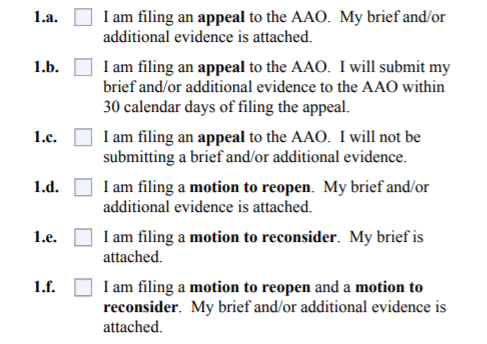 1.a. I am filing an appeal to the AAO. My brief and/or
additional evidence is attached.
1.b. I am filing an appeal to the AAO. I will submit my
brief and/or additional evidence to the AAO within
30 calendar days of filing the appeal.
1.c. I am filing an appeal to the AAO. I will not be
submitting a brief and/or additional evidence.
1.d. I am filing a motion to reopen. My brief and/or
additional evidence is attached.
1.e. I am filing a motion to reconsider. My brief is
attached.
1.f. I am filing a motion to reopen and a motion to
reconsider. My brief and/or additional evidence is
attached.